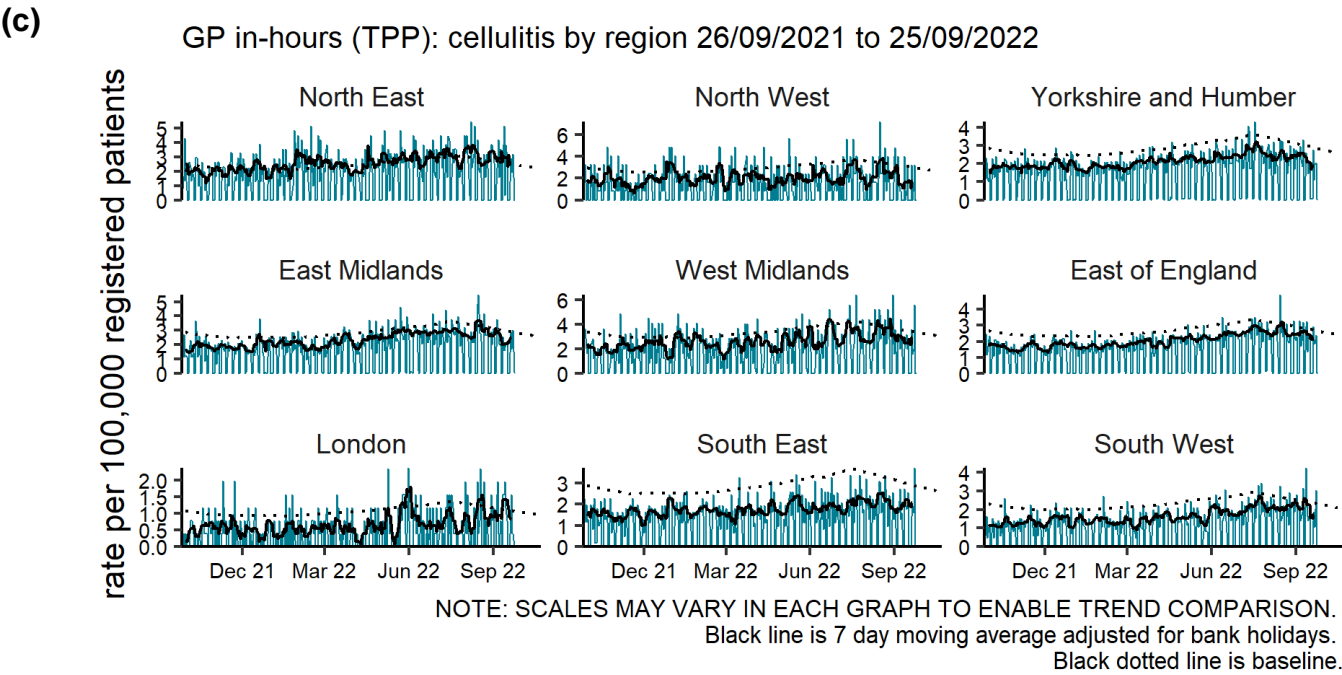 (c)
GP in-hours (TPP): cellulitis by region 26/09/2021 to 25/09/2022
rate per 100,000 registered patients
North East
5
4
3
2
1
0
North West
6
4
2
0
Yorkshire and Humber
4
3
2
1
0
East Midlands
5
4
3
2
1
0
West Midlands
6
4
2
0
East of England
4
3
2
1
0
London
2.0
1.5
1.0
0.5
0.0
South East
3
2
1
0
South West
4
3
2
1
0
Dec 21 Mar 22 Jun 22 Sep 22
Dec 21 Mar 22 Jun 22 Sep 22
Dec 21 Mar 22 Jun 22 Sep 22
NOTE: SCALES MAY VARY IN EACH GRAPH TO ENABLE TREND COMPARISON.
Black line is 7 day moving average adjusted for bank holidays.
Black dotted line is baseline.